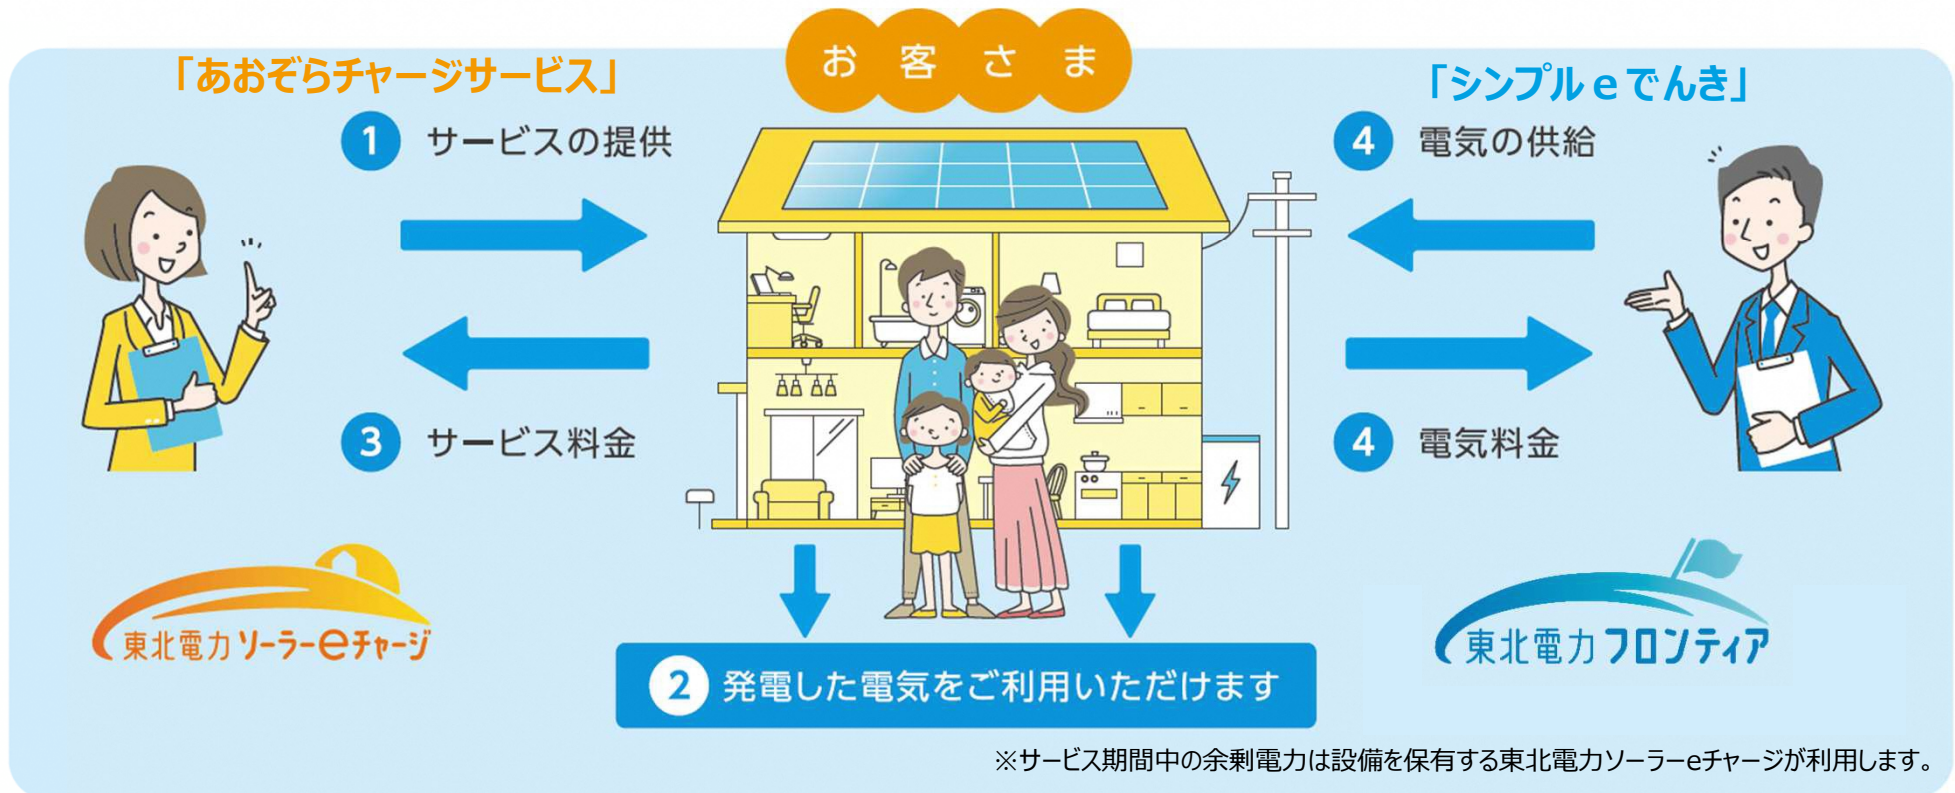 お客さま
「あおぞらチャージサービス」
1 サービスの提供
3 サービス料金
東北電力 ソーラーeチャージ
「シンプルeでんき」
4 電気の供給
4 電気料金
東北電力 フロンティア
2 発電した電気をご利用いただけます
※サービス期間中の余剰電力は設備を保有する東北電力ソーラーeチャージが利用します。